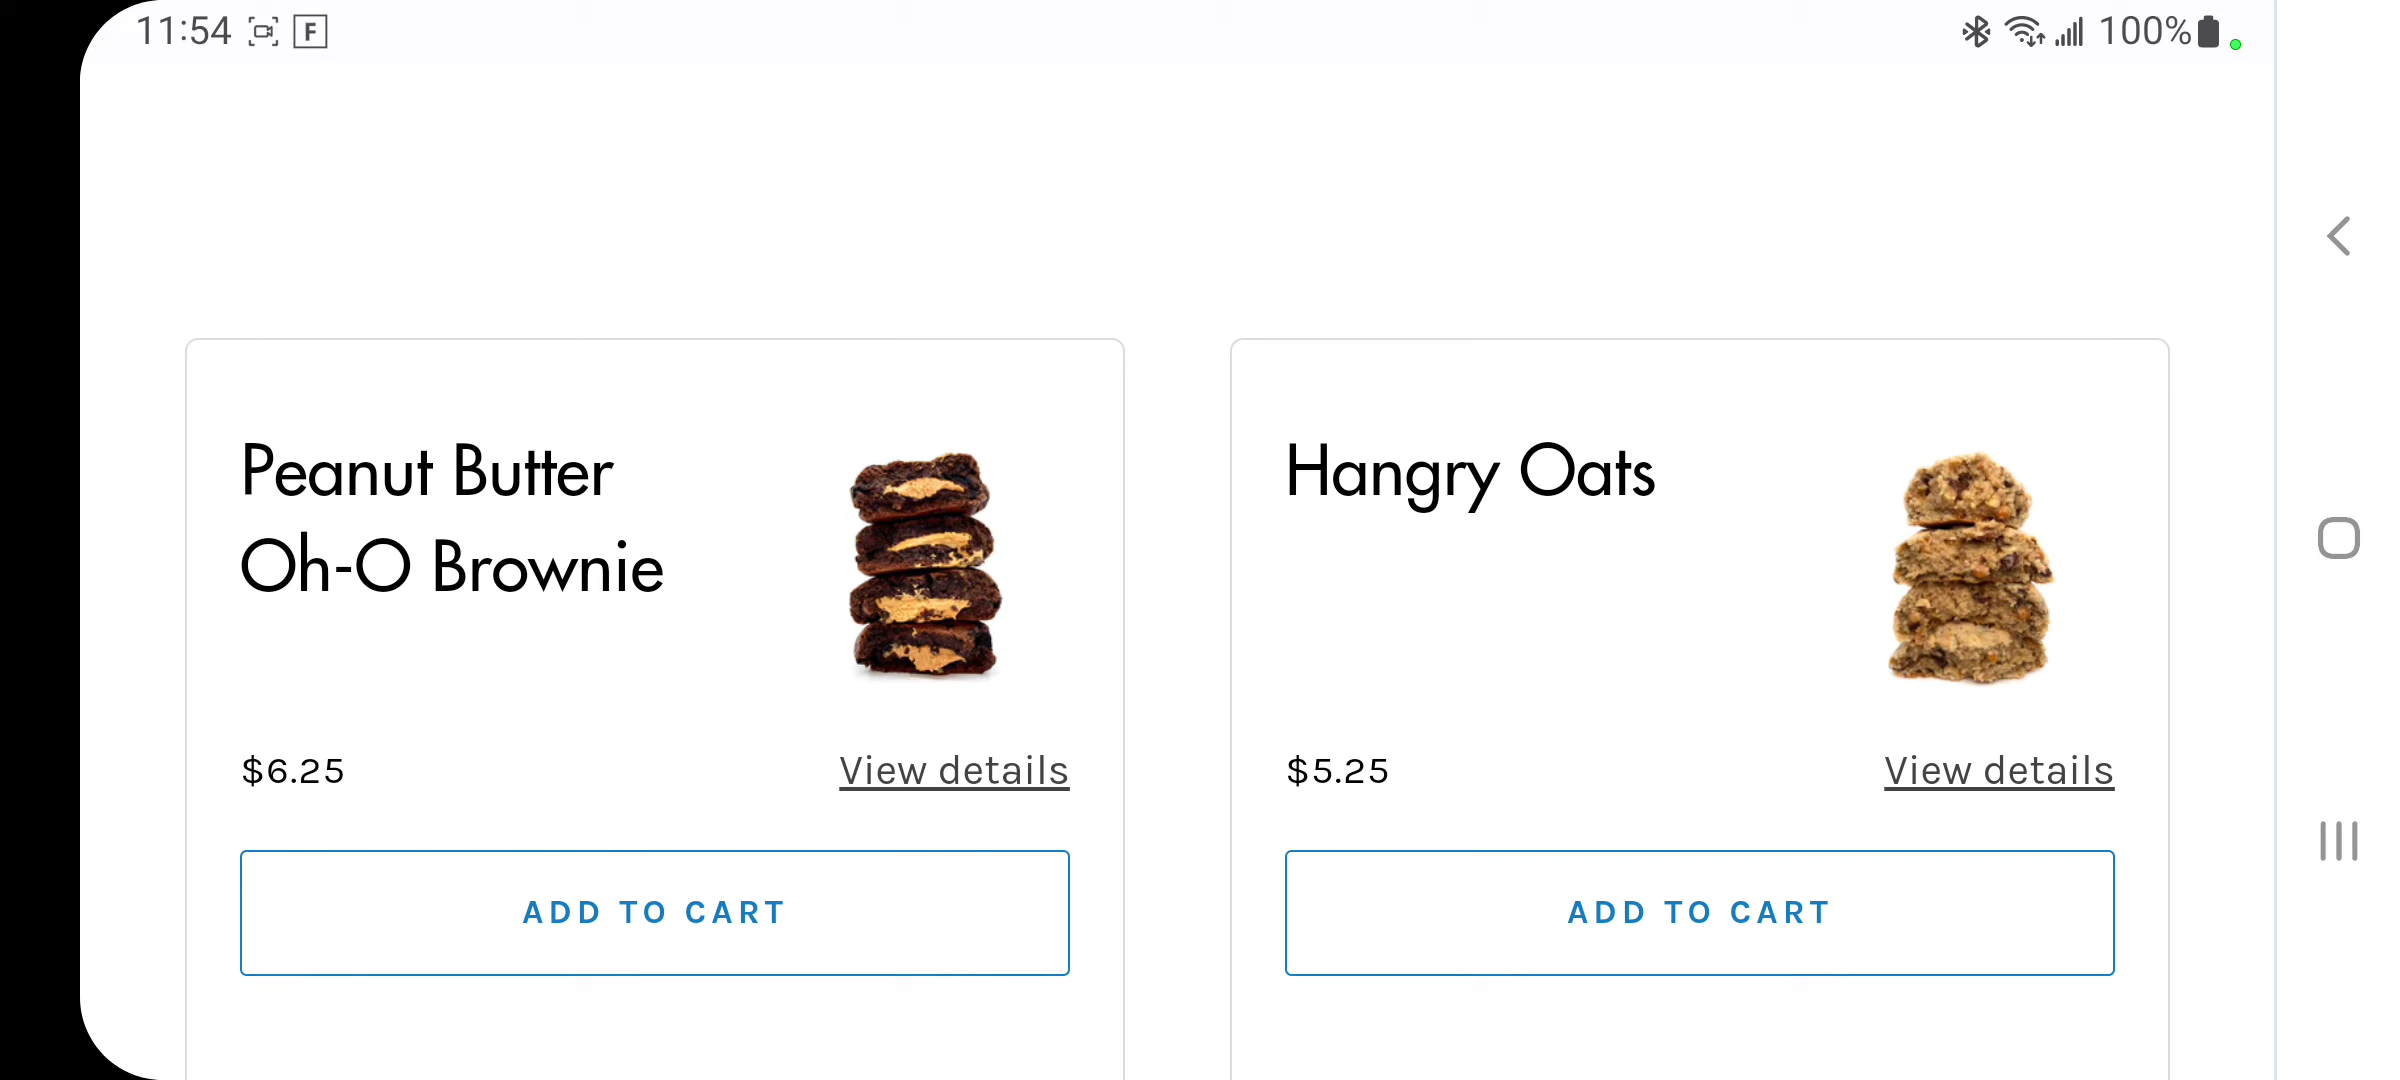 11:54 F 100%
Peanut Butter
Oh-O Brownie
$6.25 View details
ADD TO CART
Hangry Oats
$5.25 View details
ADD TO CART